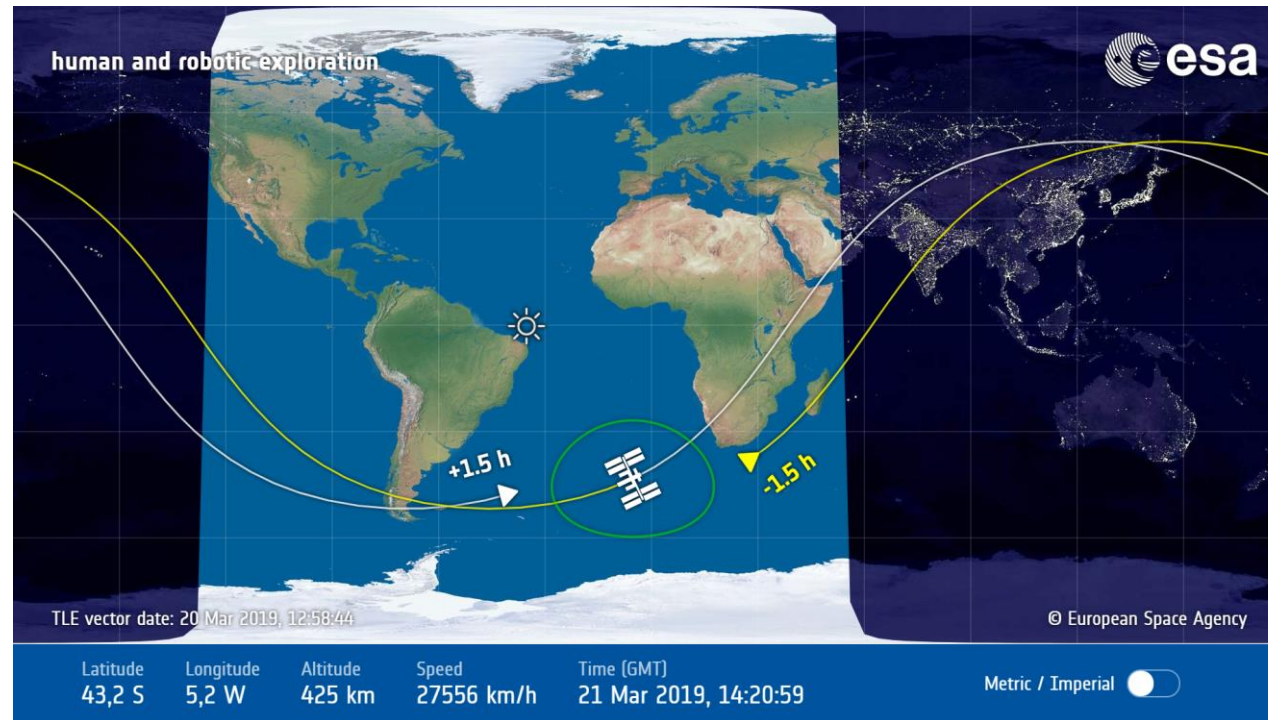 human and robotic exploration
esa
+1.5 h
-1.5 h
TLE vector date: 20 Mar 2019, 12:58:44
© European Space Agency
Latitude Longitude Altitude Speed Time (GMT)
43,2 S 5,2 W 425 km 27556 km/h 21 Mar 2019, 14:20:59
Metric / Imperial